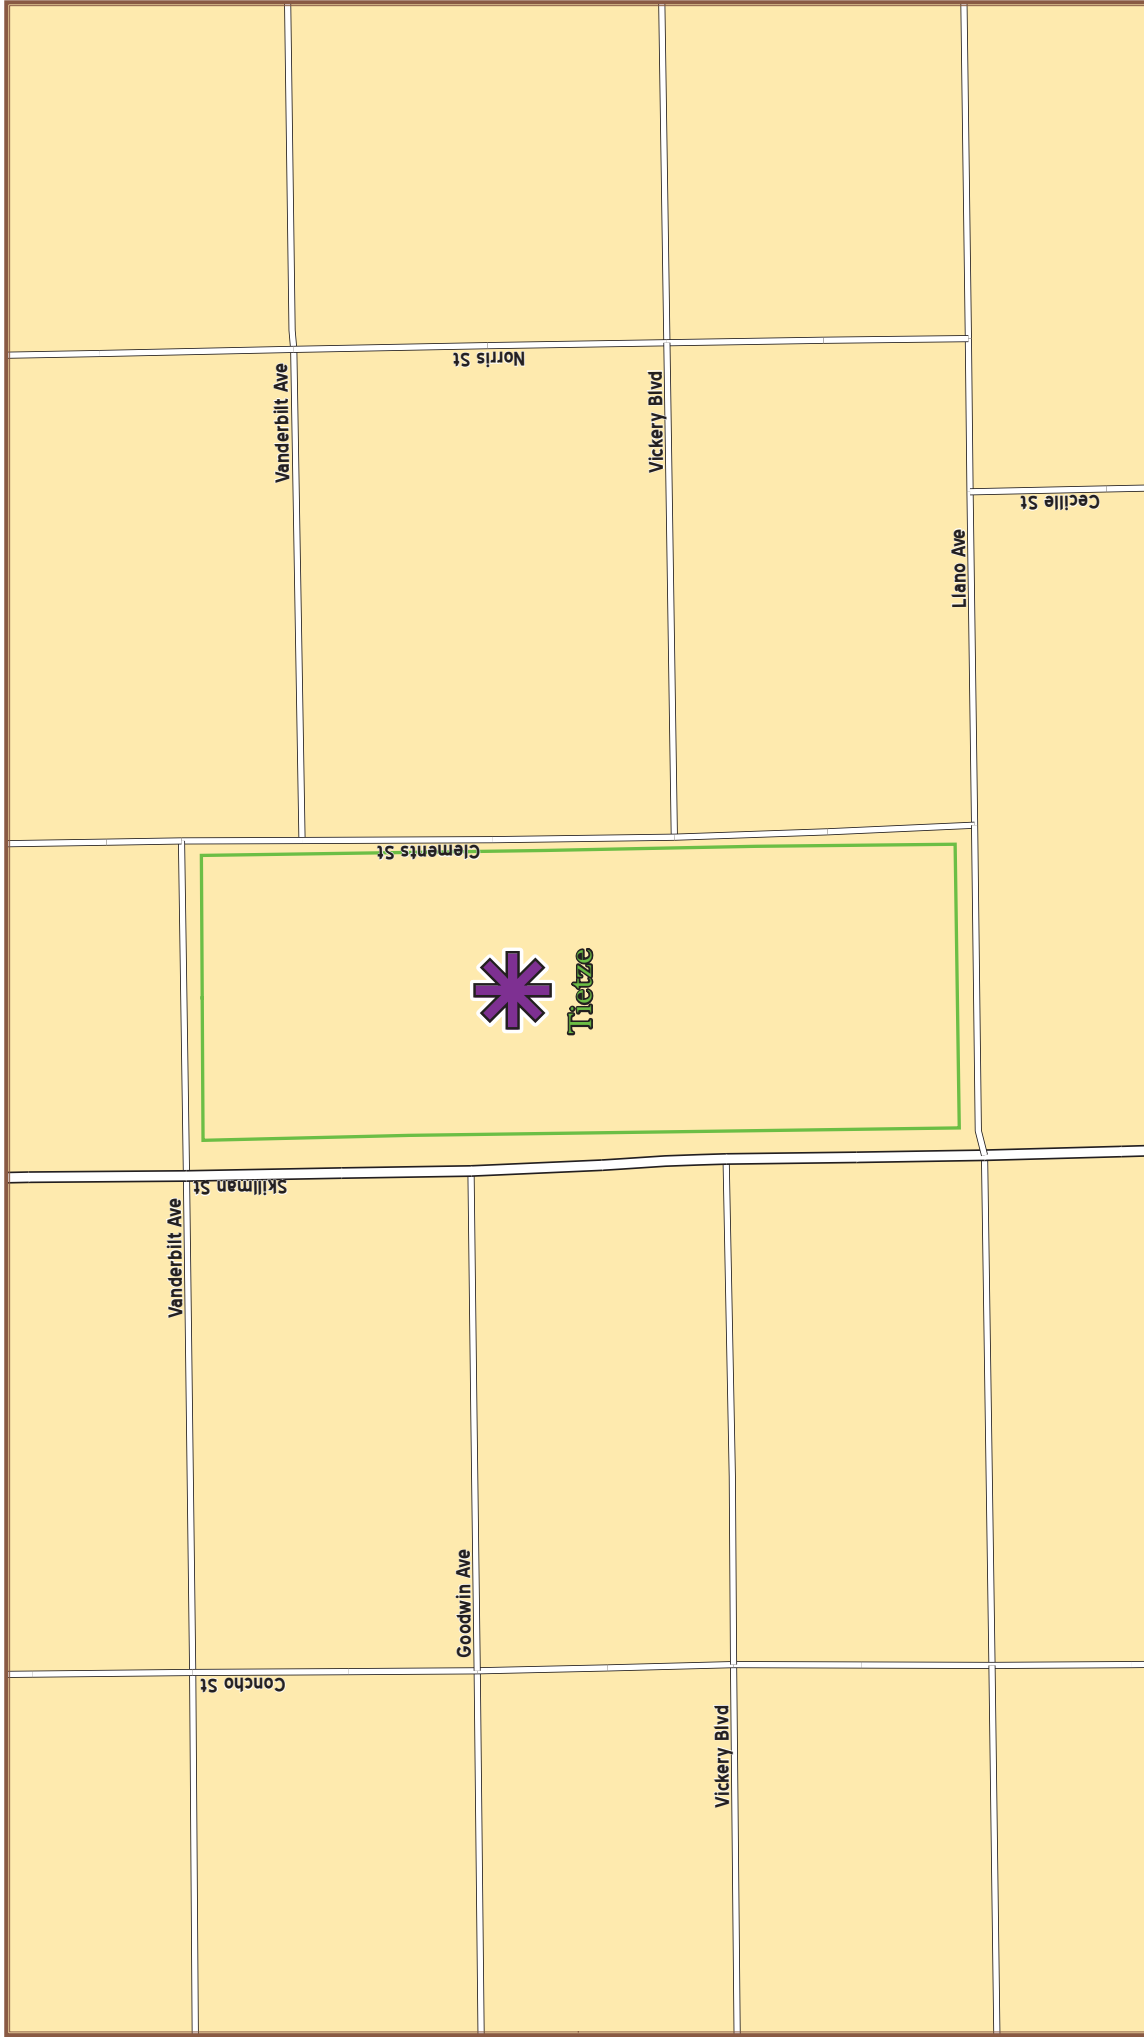 Norris St
Vanderbilt Ave
Vickery Blvd
Cecille St
Llano Ave
Clements St
Tietze
Skillman St
Vanderbilt Ave
Goodwin Ave
Concho St
Vickery Blvd